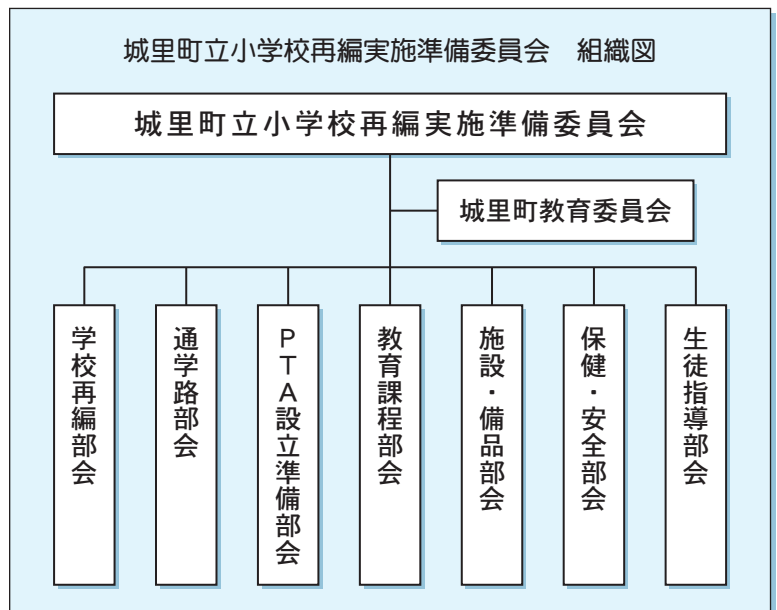 城里町立小学校再編実施準備委員会　組織図
城里町立小学校再編実施準備委員会
城里町教育委員会
学校再編部会
通学路部会
PTA設立準備部会
教育課程部会
施設・備品部会
保健・安全部会
生徒指導部会